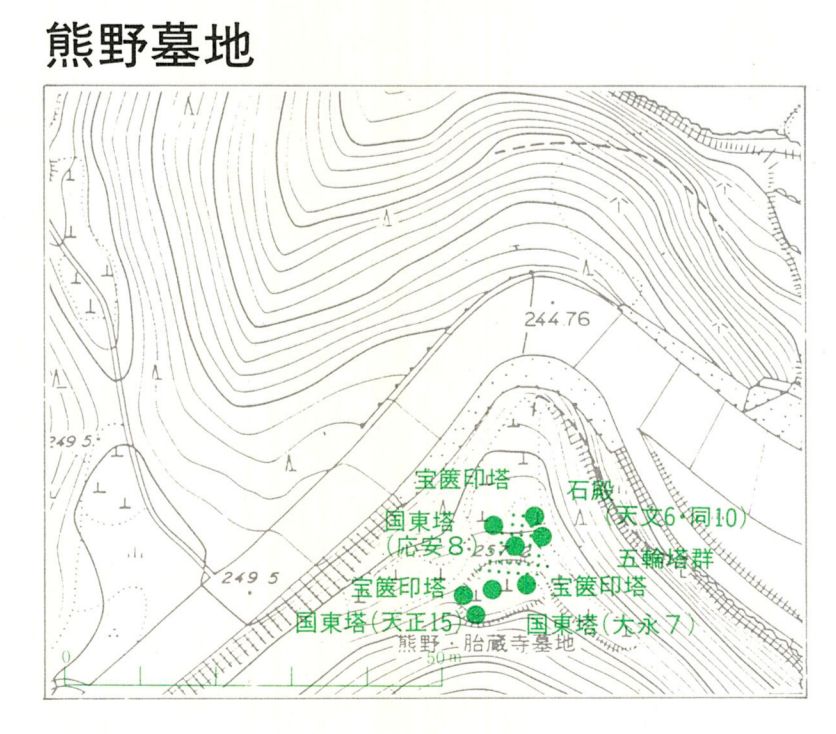 熊野墓地
244.76
249 5
宝篋印塔
石殿
国東塔
(天文6・同10)
(応安8)
五輪塔群
249 5
宝篋印塔
宝篋印塔
国東塔(天正15)
国東塔(大永7)
熊野・胎蔵寺墓地
0
50m